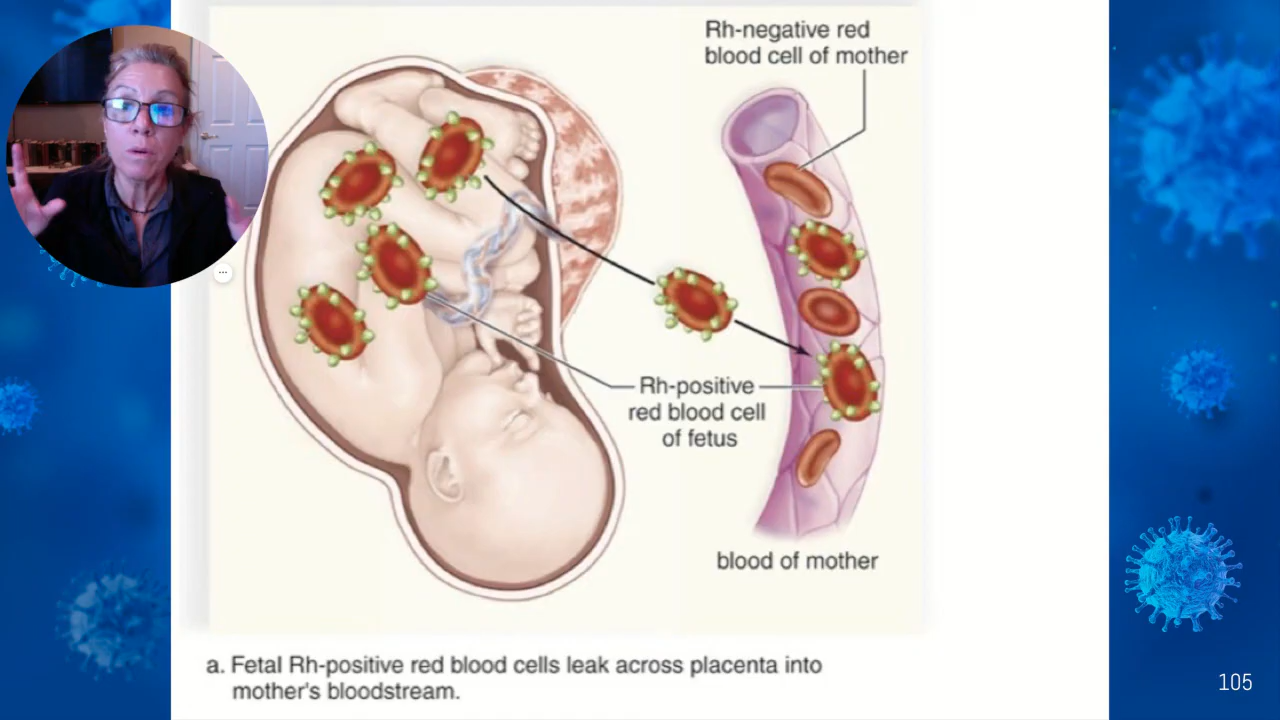 Rh-negative red
blood cell of mother
Rh-positive
red blood cell
of fetus
blood of mother
a. Fetal Rh-positive red blood cells leak across placenta into
mother's bloodstream.
105